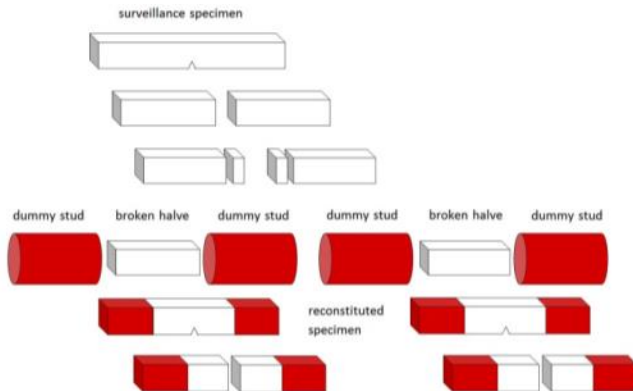 surveillance specimen
dummy stud
broken halve
dummy stud
dummy stud
broken halve
dummy stud
reconstituted
specimen